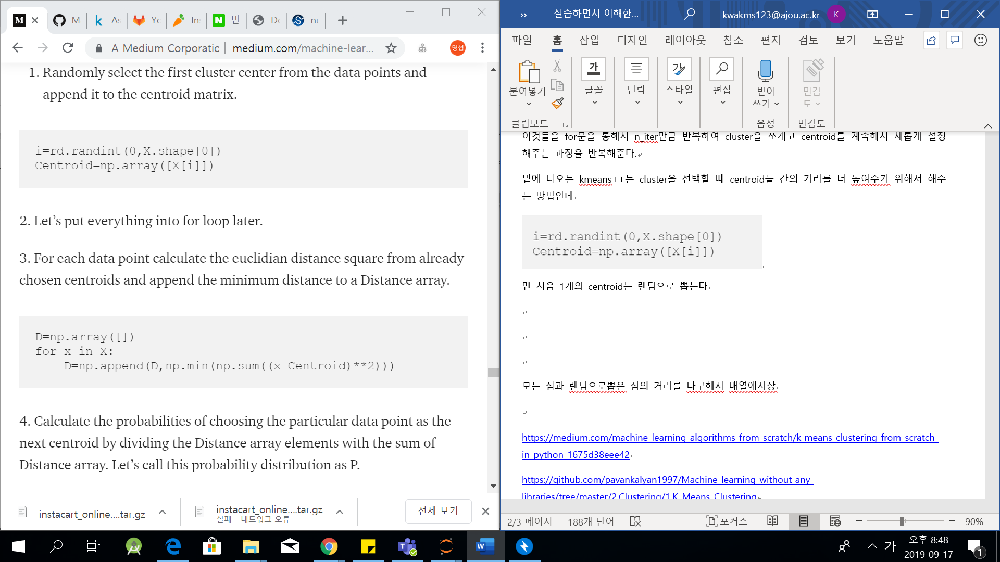 M
As
Yc
In
반
Do
nu
A Medium Corporatio
medium.com/machine-lear...
명섭
1. Randomly select the first cluster center from the data points and
append it to the centroid matrix.
i=rd.randint(0,X.shape[0])
Centroid=np.array([X[i]])
2. Let’s put everything into for loop later.
3. For each data point calculate the euclidian distance square from already
chosen centroids and append the minimum distance to a Distance array.
D=np.array([])
for x in X:
D=np.append(D,np.min(np.sum((x-Centroid)**2)))
4. Calculate the probabilities of choosing the particular data point as the
next centroid by dividing the Distance array elements with the sum of
Distance array. Let’s call this probability distribution as P.
instacart_online....tar.gz
instacart_online....tar.gz
실패 - 네트워크 오류
전체 보기
실습하면서 이해한...
kwakms123@ajou.ac.kr
K
파일 홈 삽입 디자인 레이아웃 참조 편지 검토 보기 도움말
붙여넣기
가
글꼴
단락
스타일
편집
받아
쓰기
민감
도
클립보드
음성
민감도
이것들을 for문을 통해서 n_iter만큼 반복하여 cluster을 쪼개고 centroid를 계속해서 새롭게 설정
해주는 과정을 반복해준다.
밑에 나오는 kmeans++는 cluster을 선택할 때 centroid들 간의 거리를 더 높여주기 위해서 해주
는 방법인데
i=rd.randint(0,X.shape[0])
Centroid=np.array([X[i]])
맨 처음 1개의 centroid는 랜덤으로 뽑는다
모든 점과 랜덤으로뽑은 점의 거리를 다구해서 배열에저장
https://medium.com/machine-learning-algorithms-from-scratch/k-means-clustering-from-scratch-
in-python-1675d38eee42
https://github.com/pavankalyan1997/Machine-learning-without-any-
libraries/tree/master/2.Clustering/1.K_Means_Clustering
2/3 페이지
188개 단어
포커스
90%
가
오후 8:48
2019-09-17
1